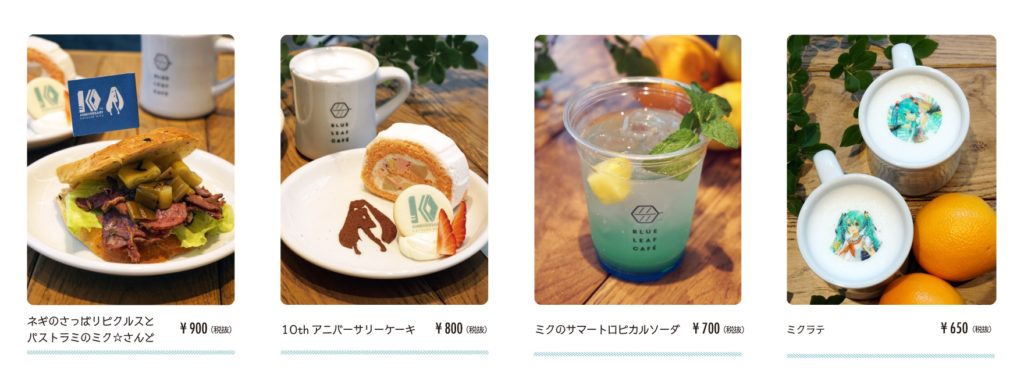 BLUE
LEAF
CAFÉ
10
BLUE
LEAF
CAFÉ
10
BLUE
LEAF
CAFÉ
ネギのさっぱりピクルスと
パストラミのミク☆さんど
¥900(税抜)
10th アニバーサリーケーキ
¥800(税抜)
ミクのサマートロピカルソーダ
¥700(税抜)
ミクラテ
¥650(税抜)